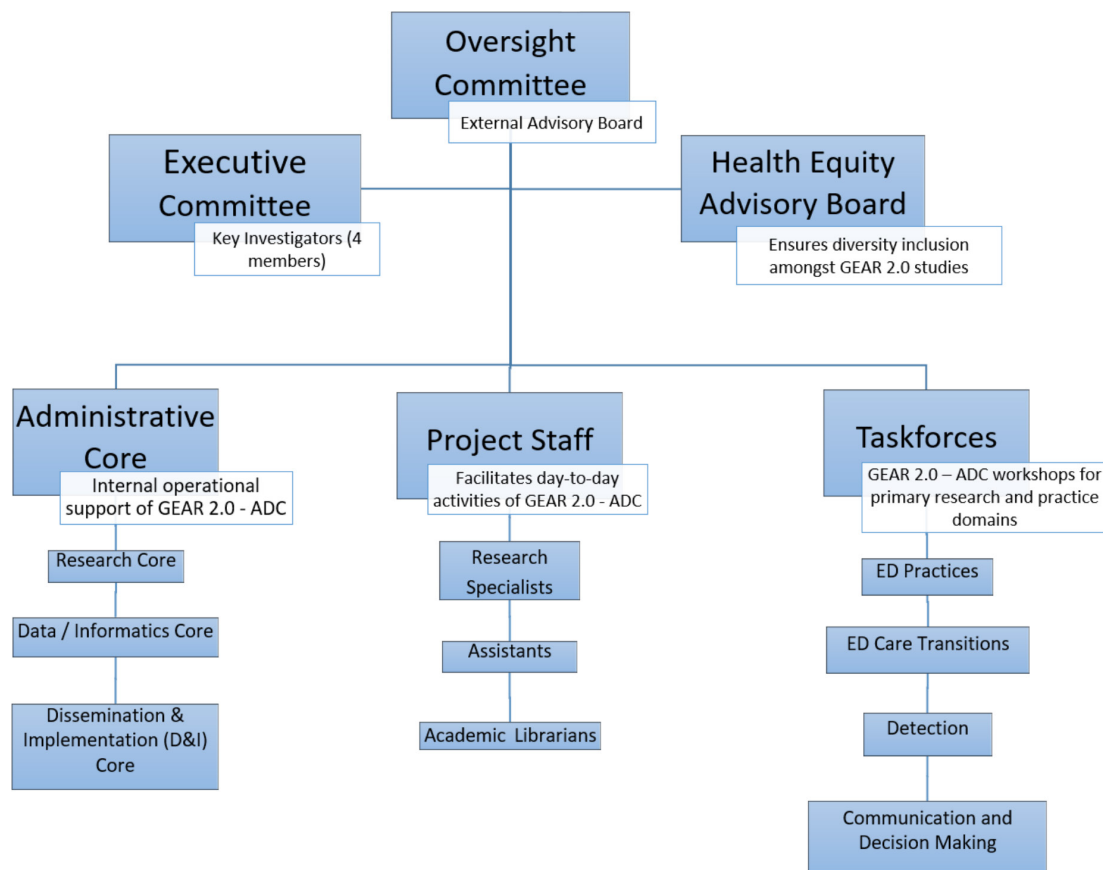 Oversight
Committee
External Advisory Board
Executive
Committee
Key Investigators (4
members)
Health Equity
Advisory Board
Ensures diversity inclusion
amongst GEAR 2.0 studies
Administrative
Core
Internal operational
support of GEAR 2.0 - ADC
Research Core
Data / Informatics Core
Dissemination &
Implementation (D&I)
Core
Project Staff
Facilitates day-to-day
activities of GEAR 2.0 - ADC
Research
Specialists
Assistants
Academic Librarians
Taskforces
GEAR 2.0 – ADC workshops for
primary research and practice
domains
ED Practices
ED Care Transitions
Detection
Communication and
Decision Making